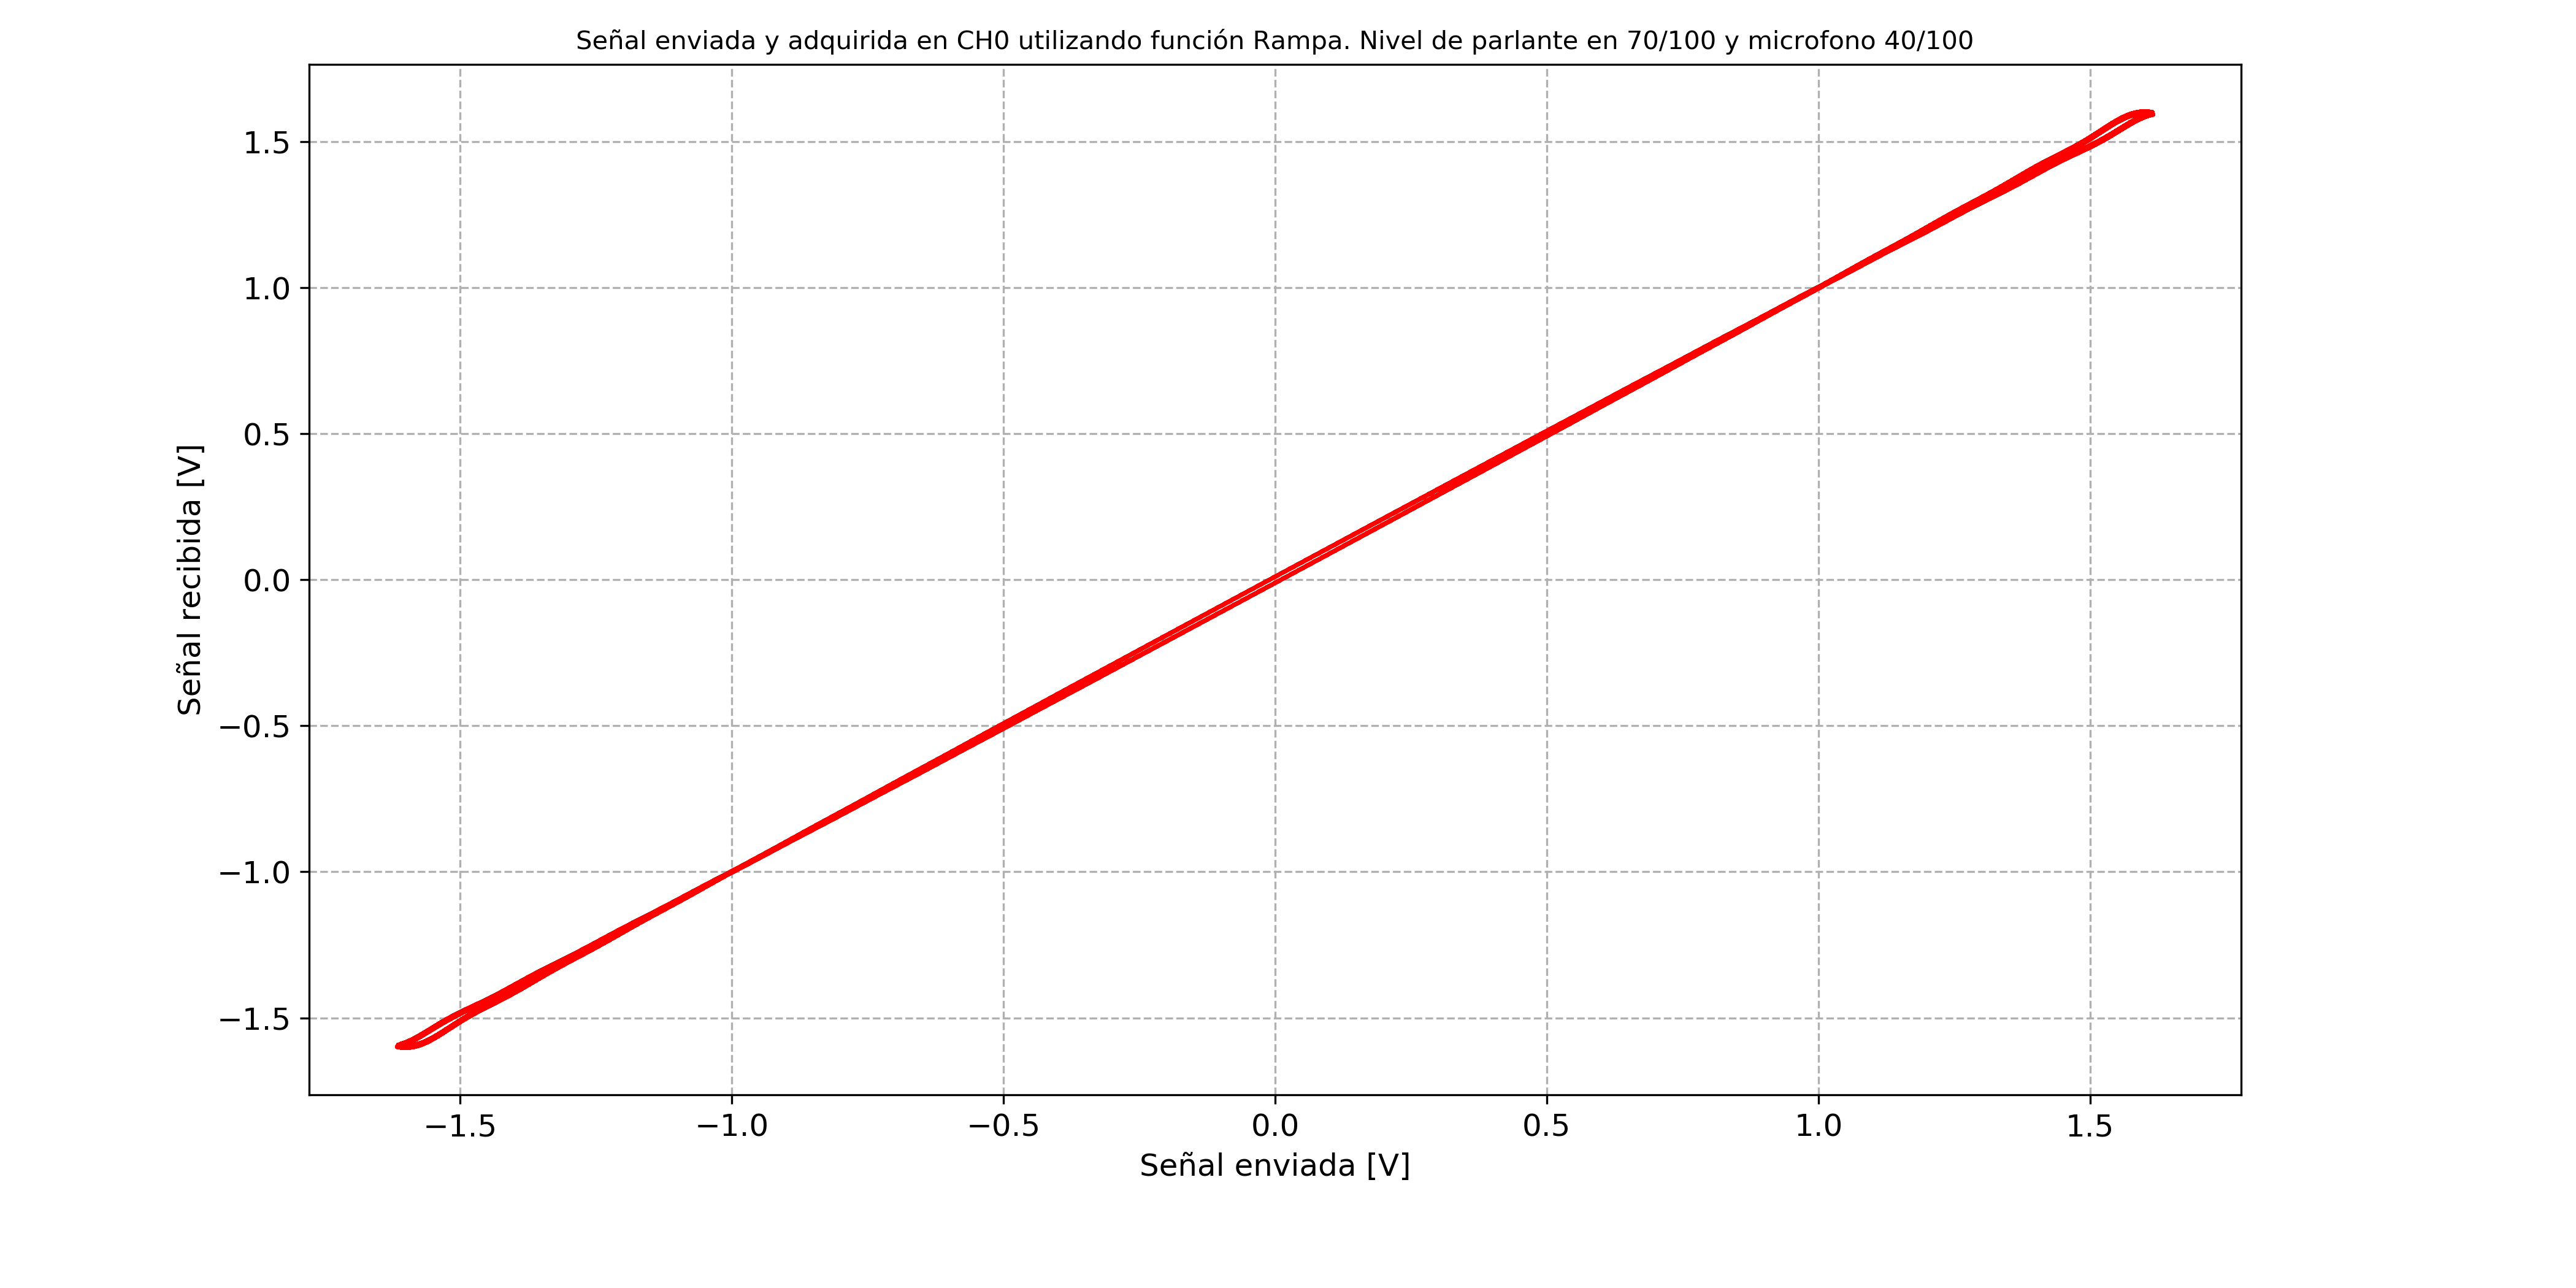 Señal enviada y adquirida en CH0 utilizando función Rampa. Nivel de parlante en 70/100 y microfono 40/100
Señal recibida [V]
1.5
1.0
0.5
0.0
−0.5
−1.0
−1.5
−1.5 −1.0 −0.5 0.0 0.5 1.0 1.5
Señal enviada [V]